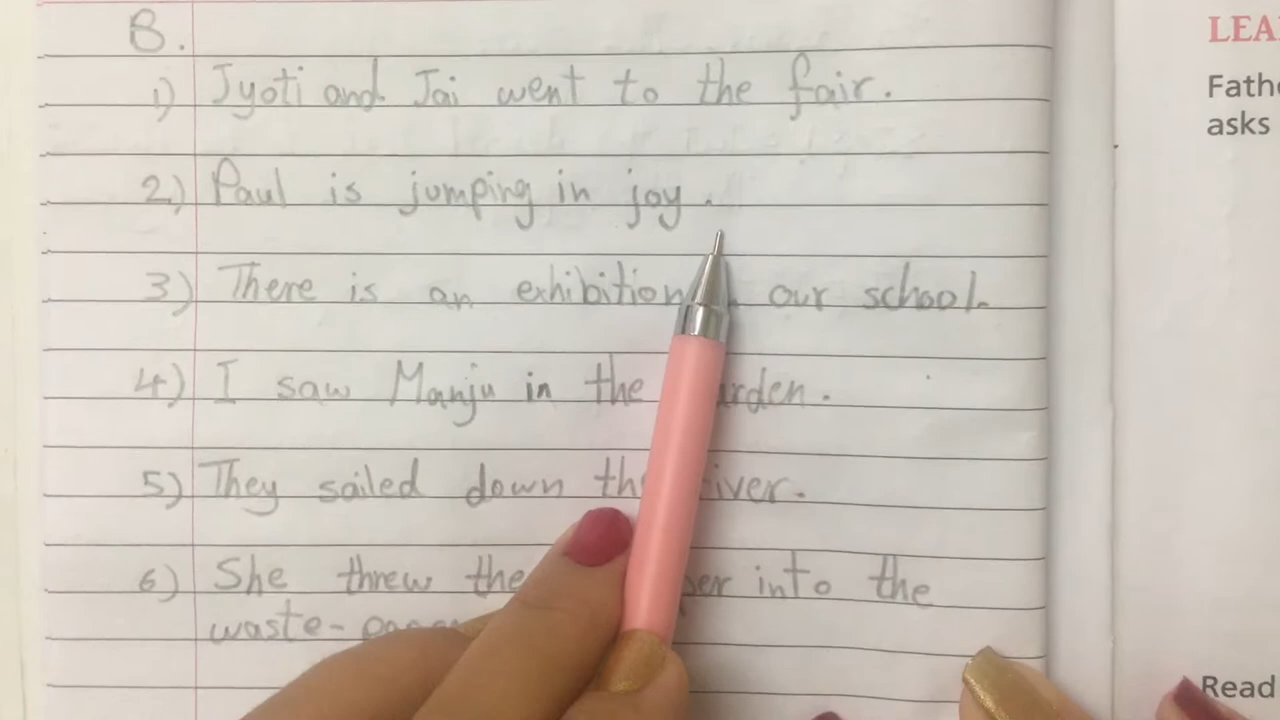 B.
1) Jyoti and Jai went to the fair.
2) Paul is jumping in joy.
3) There is an exhibition our school.
4) I saw Manju in the
5) They sailed down
6) She threw the into the
waste-
LEA
Fathe
asks
Read